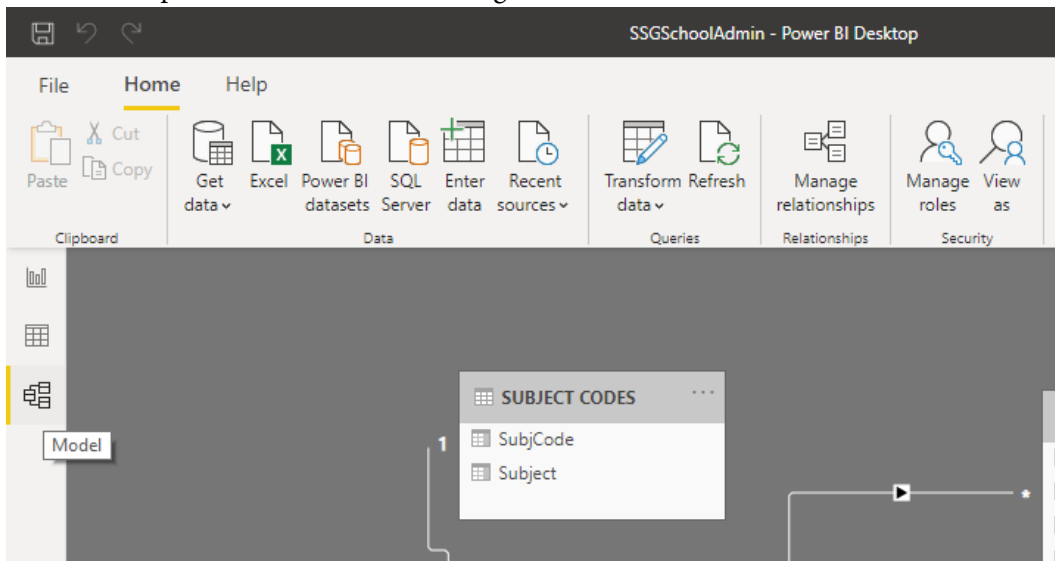 SSGSchoolAdmin - Power BI Desktop
File Home Help
Paste Cut Copy
Get data Excel Power BI datasets SQL Server Enter data Recent sources Transform data Refresh Manage relationships Manage roles View as
Clipboard Data Queries Relationships Security
SUBJECT CODES
1 SubjCode
Model
Subject
*